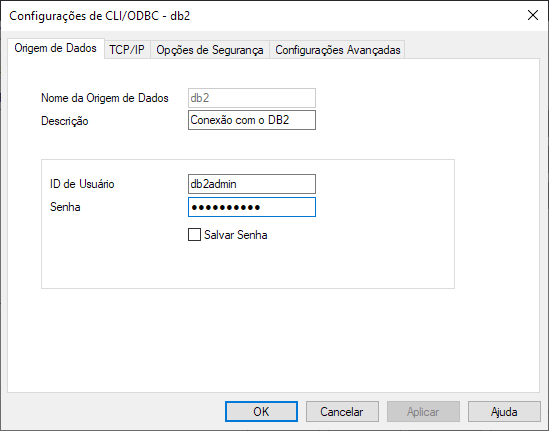 Configurações de CLI/ODBC - db2
Origem de Dados TCP/IP Opções de Segurança Configurações Avançadas
Nome da Origem de Dados db2
Descrição Conexão com o DB2
ID de Usuário db2admin
Senha ●●●●●●●●●●
Salvar Senha
OK Cancelar Aplicar Ajuda